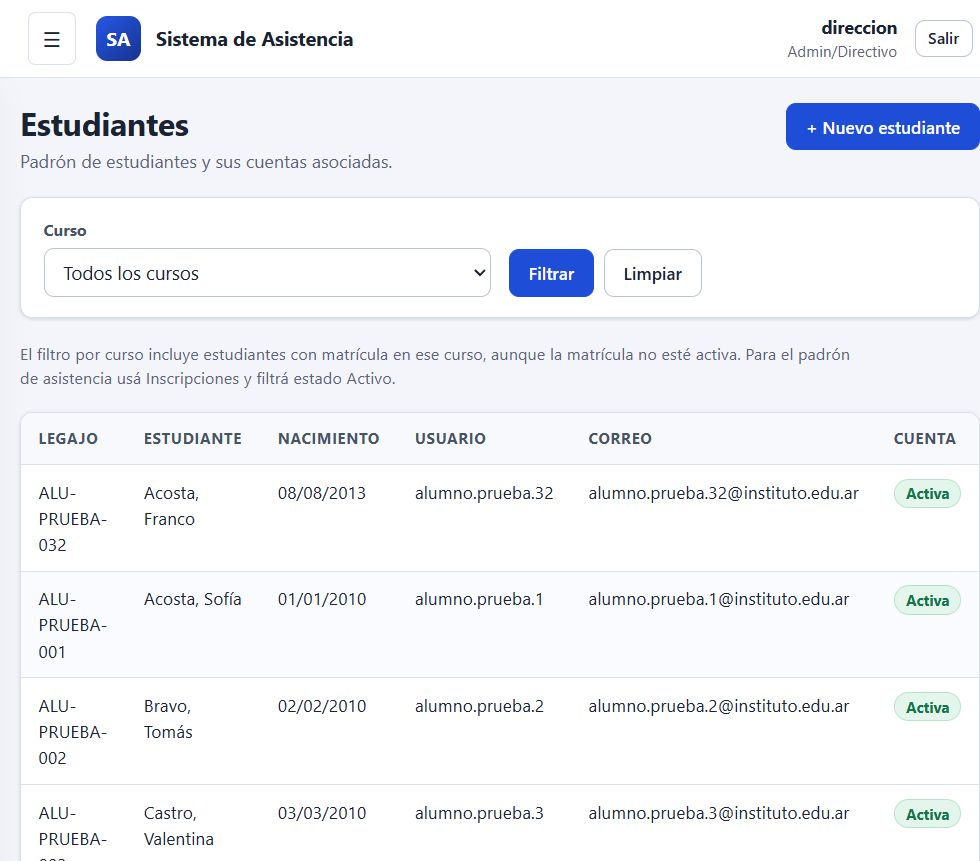 ☰ SA Sistema de Asistencia
direccion
Admin/Directivo
Salir
Estudiantes
+ Nuevo estudiante
Padrón de estudiantes y sus cuentas asociadas.
Curso
Todos los cursos Filtrar Limpiar
El filtro por curso incluye estudiantes con matrícula en ese curso, aunque la matrícula no esté activa. Para el padrón
de asistencia usá Inscripciones y filtrá estado Activo.
LEGAJO ESTUDIANTE NACIMIENTO USUARIO CORREO CUENTA
ALU- Acosta, 08/08/2013 alumno.prueba.32 alumno.prueba.32@instituto.edu.ar Activa
PRUEBA- Franco
032
ALU- Acosta, Sofía 01/01/2010 alumno.prueba.1 alumno.prueba.1@instituto.edu.ar Activa
PRUEBA-
001
ALU- Bravo, 02/02/2010 alumno.prueba.2 alumno.prueba.2@instituto.edu.ar Activa
PRUEBA- Tomás
002
ALU- Castro, 03/03/2010 alumno.prueba.3 alumno.prueba.3@instituto.edu.ar Activa
PRUEBA- Valentina